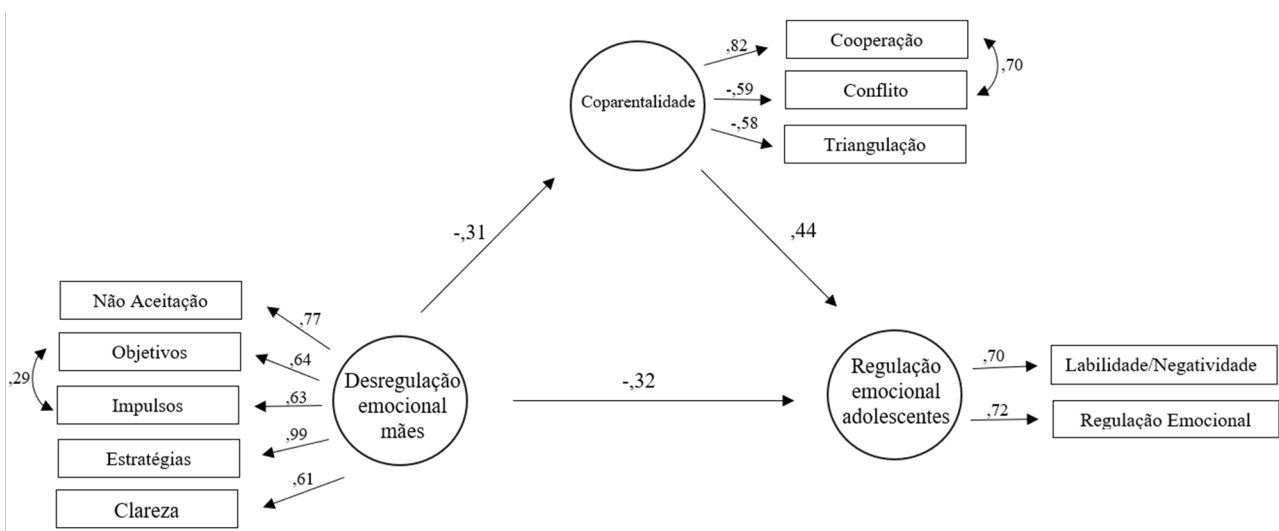 Cooperação
,82
,70
-,59
Conflito
Coparentalidade
-,58
Triangulação
-,31
,44
Não Aceitação
,77
Objetivos
,64
,29
Impulsos
,63
Estratégias
,99
Clareza
,61
Desregulação
emocional
mães
-,32
Regulação
emocional
adolescentes
,70
Labilidade/Negatividade
,72
Regulação Emocional